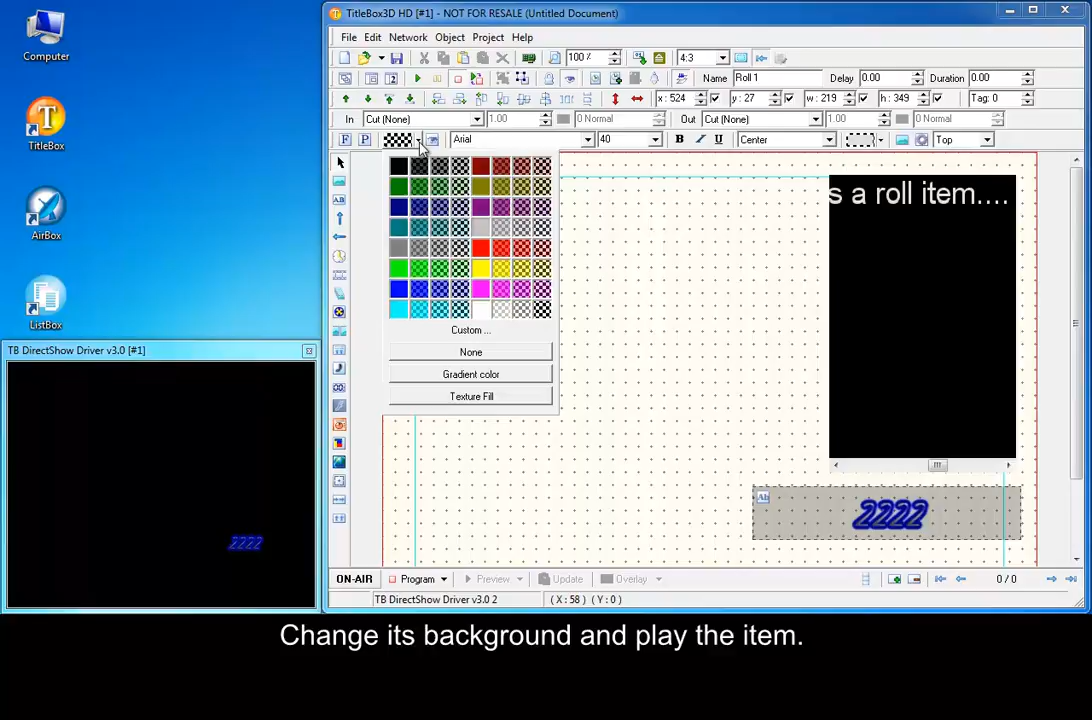 Computer
TitleBox
AirBox
ListBox
TB DirectShow Driver v3.0 [#1]
2222
TitleBox3D HD [#1] - NOT FOR RESALE (Untitled Document)
File Edit Network Object Project Help
100 % 4:3
Name Roll 1 Delay 0.00 Duration 0.00
x : 524 y : 27 w : 219 h : 349 Tag: 0
In Cut (None) 1.00 0 Normal Out Cut (None) 1.00 0 Normal
F P Arial 40 B I U Center Top
AB
Custom ...
None
Gradient color
Texture Fill
s a roll item....
Ab 2222
ON-AIR Program Preview Update Overlay 0 / 0
TB DirectShow Driver v3.0 2 ( X : 58 ) ( Y : 0 )
Change its background and play the item.